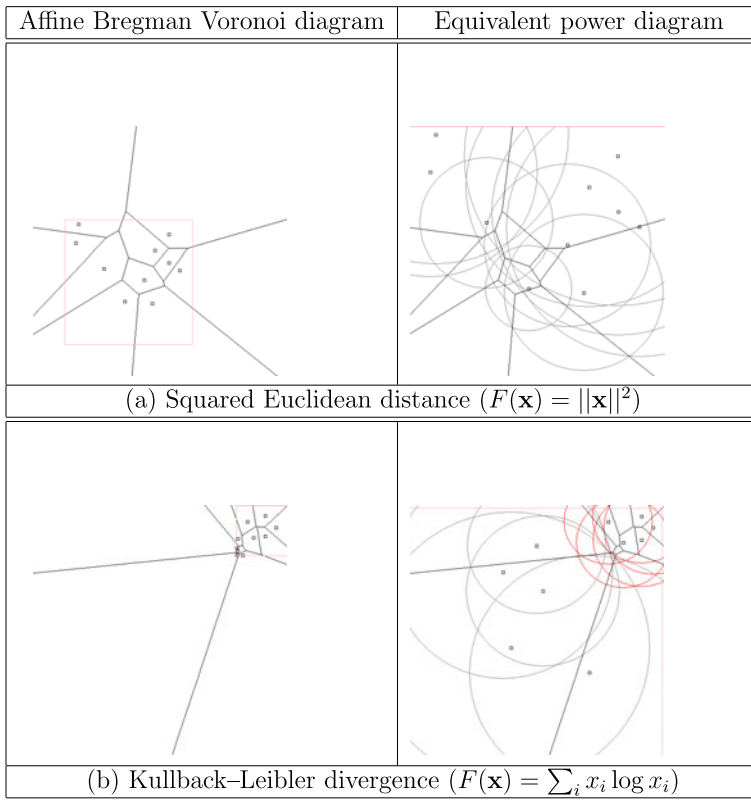 Affine Bregman Voronoi diagram
Equivalent power diagram
(a) Squared Euclidean distance (F(x) = ||x||²)
(b) Kullback–Leibler divergence (F(x) = ∑ᵢ xᵢ log xᵢ)